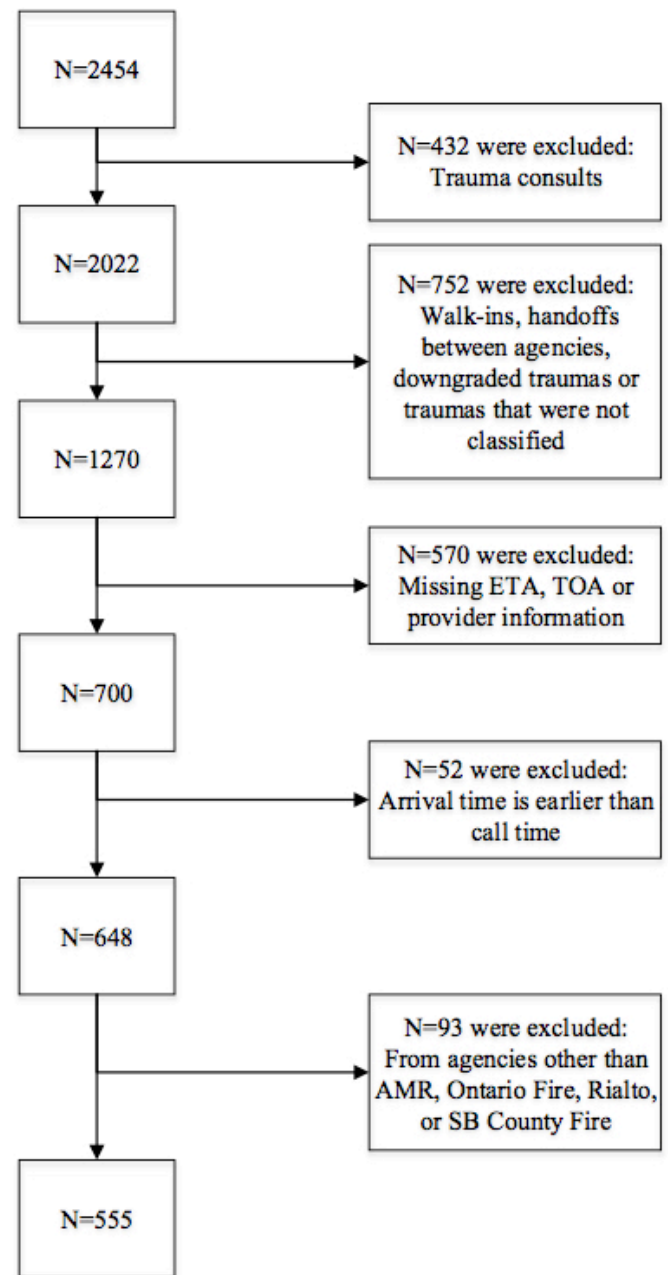 N=2454
N=432 were excluded:
Trauma consults
N=2022
N=752 were excluded:
Walk-ins, handoffs
between agencies,
downgraded traumas or
traumas that were not
classified
N=1270
N=570 were excluded:
Missing ETA, TOA or
provider information
N=700
N=52 were excluded:
Arrival time is earlier than
call time
N=648
N=93 were excluded:
From agencies other than
AMR, Ontario Fire, Rialto,
or SB County Fire
N=555